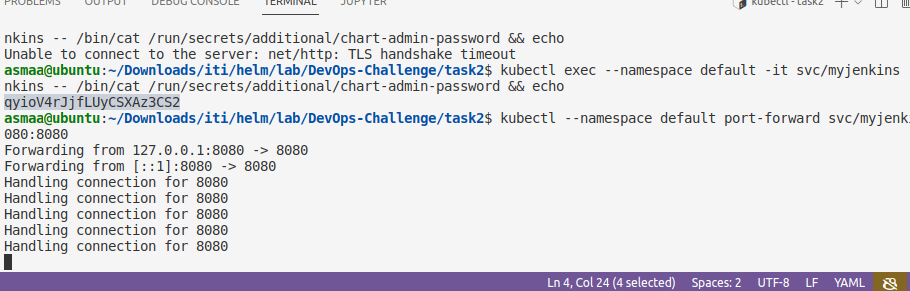 PROBLEMS OUTPUT DEBUG CONSOLE TERMINAL JUPYTER kubectl - task2
nkins -- /bin/cat /run/secrets/additional/chart-admin-password && echo
Unable to connect to the server: net/http: TLS handshake timeout
asmaa@ubuntu:~/Downloads/iti/helm/lab/DevOps-Challenge/task2$ kubectl exec --namespace default -it svc/myjenkins
nkins -- /bin/cat /run/secrets/additional/chart-admin-password && echo
qyioV4rJjfLUyCSXAz3CS2
asmaa@ubuntu:~/Downloads/iti/helm/lab/DevOps-Challenge/task2$ kubectl --namespace default port-forward svc/myjenk
080:8080
Forwarding from 127.0.0.1:8080 -> 8080
Forwarding from [::1]:8080 -> 8080
Handling connection for 8080
Handling connection for 8080
Handling connection for 8080
Handling connection for 8080
Handling connection for 8080
Ln 4, Col 24 (4 selected) Spaces: 2 UTF-8 LF YAML